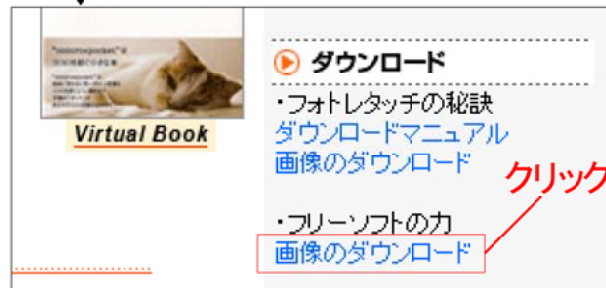 Virtual Book
ダウンロード
・フォトレタッチの秘訣
ダウンロードマニュアル
画像のダウンロード
クリック
・フリーソフトの力
画像のダウンロード